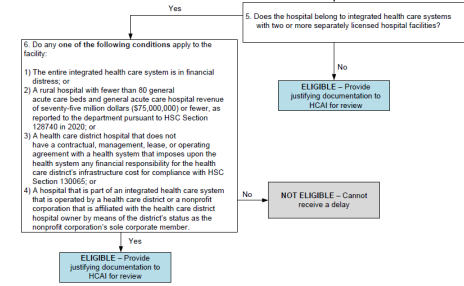 Yes
5. Does the hospital belong to integrated health care systems
with two or more separately licensed hospital facilities?
6. Do any one of the following conditions apply to the
facility:
1) The entire integrated health care system is in financial
distress; or
2) A rural hospital with fewer than 80 general
acute care beds and general acute care hospital revenue
of seventy-five million dollars ($75,000,000) or fewer, as
reported to the department pursuant to HSC Section
128740 in 2020; or
3) A health care district hospital that does not
have a contractual, management, lease, or operating
agreement with a health system that imposes upon the
health system any financial responsibility for the health
care district's infrastructure cost for compliance with HSC
Section 130065; or
4) A hospital that is part of an integrated health care system
that is operated by a health care district or a nonprofit
corporation that is affiliated with the health care district
hospital owner by means of the district's status as the
nonprofit corporation's sole corporate member.
No
ELIGIBLE – Provide
justifying documentation to
HCAI for review
No
NOT ELIGIBLE – Cannot
receive a delay
Yes
ELIGIBLE – Provide
justifying documentation to
HCAI for review